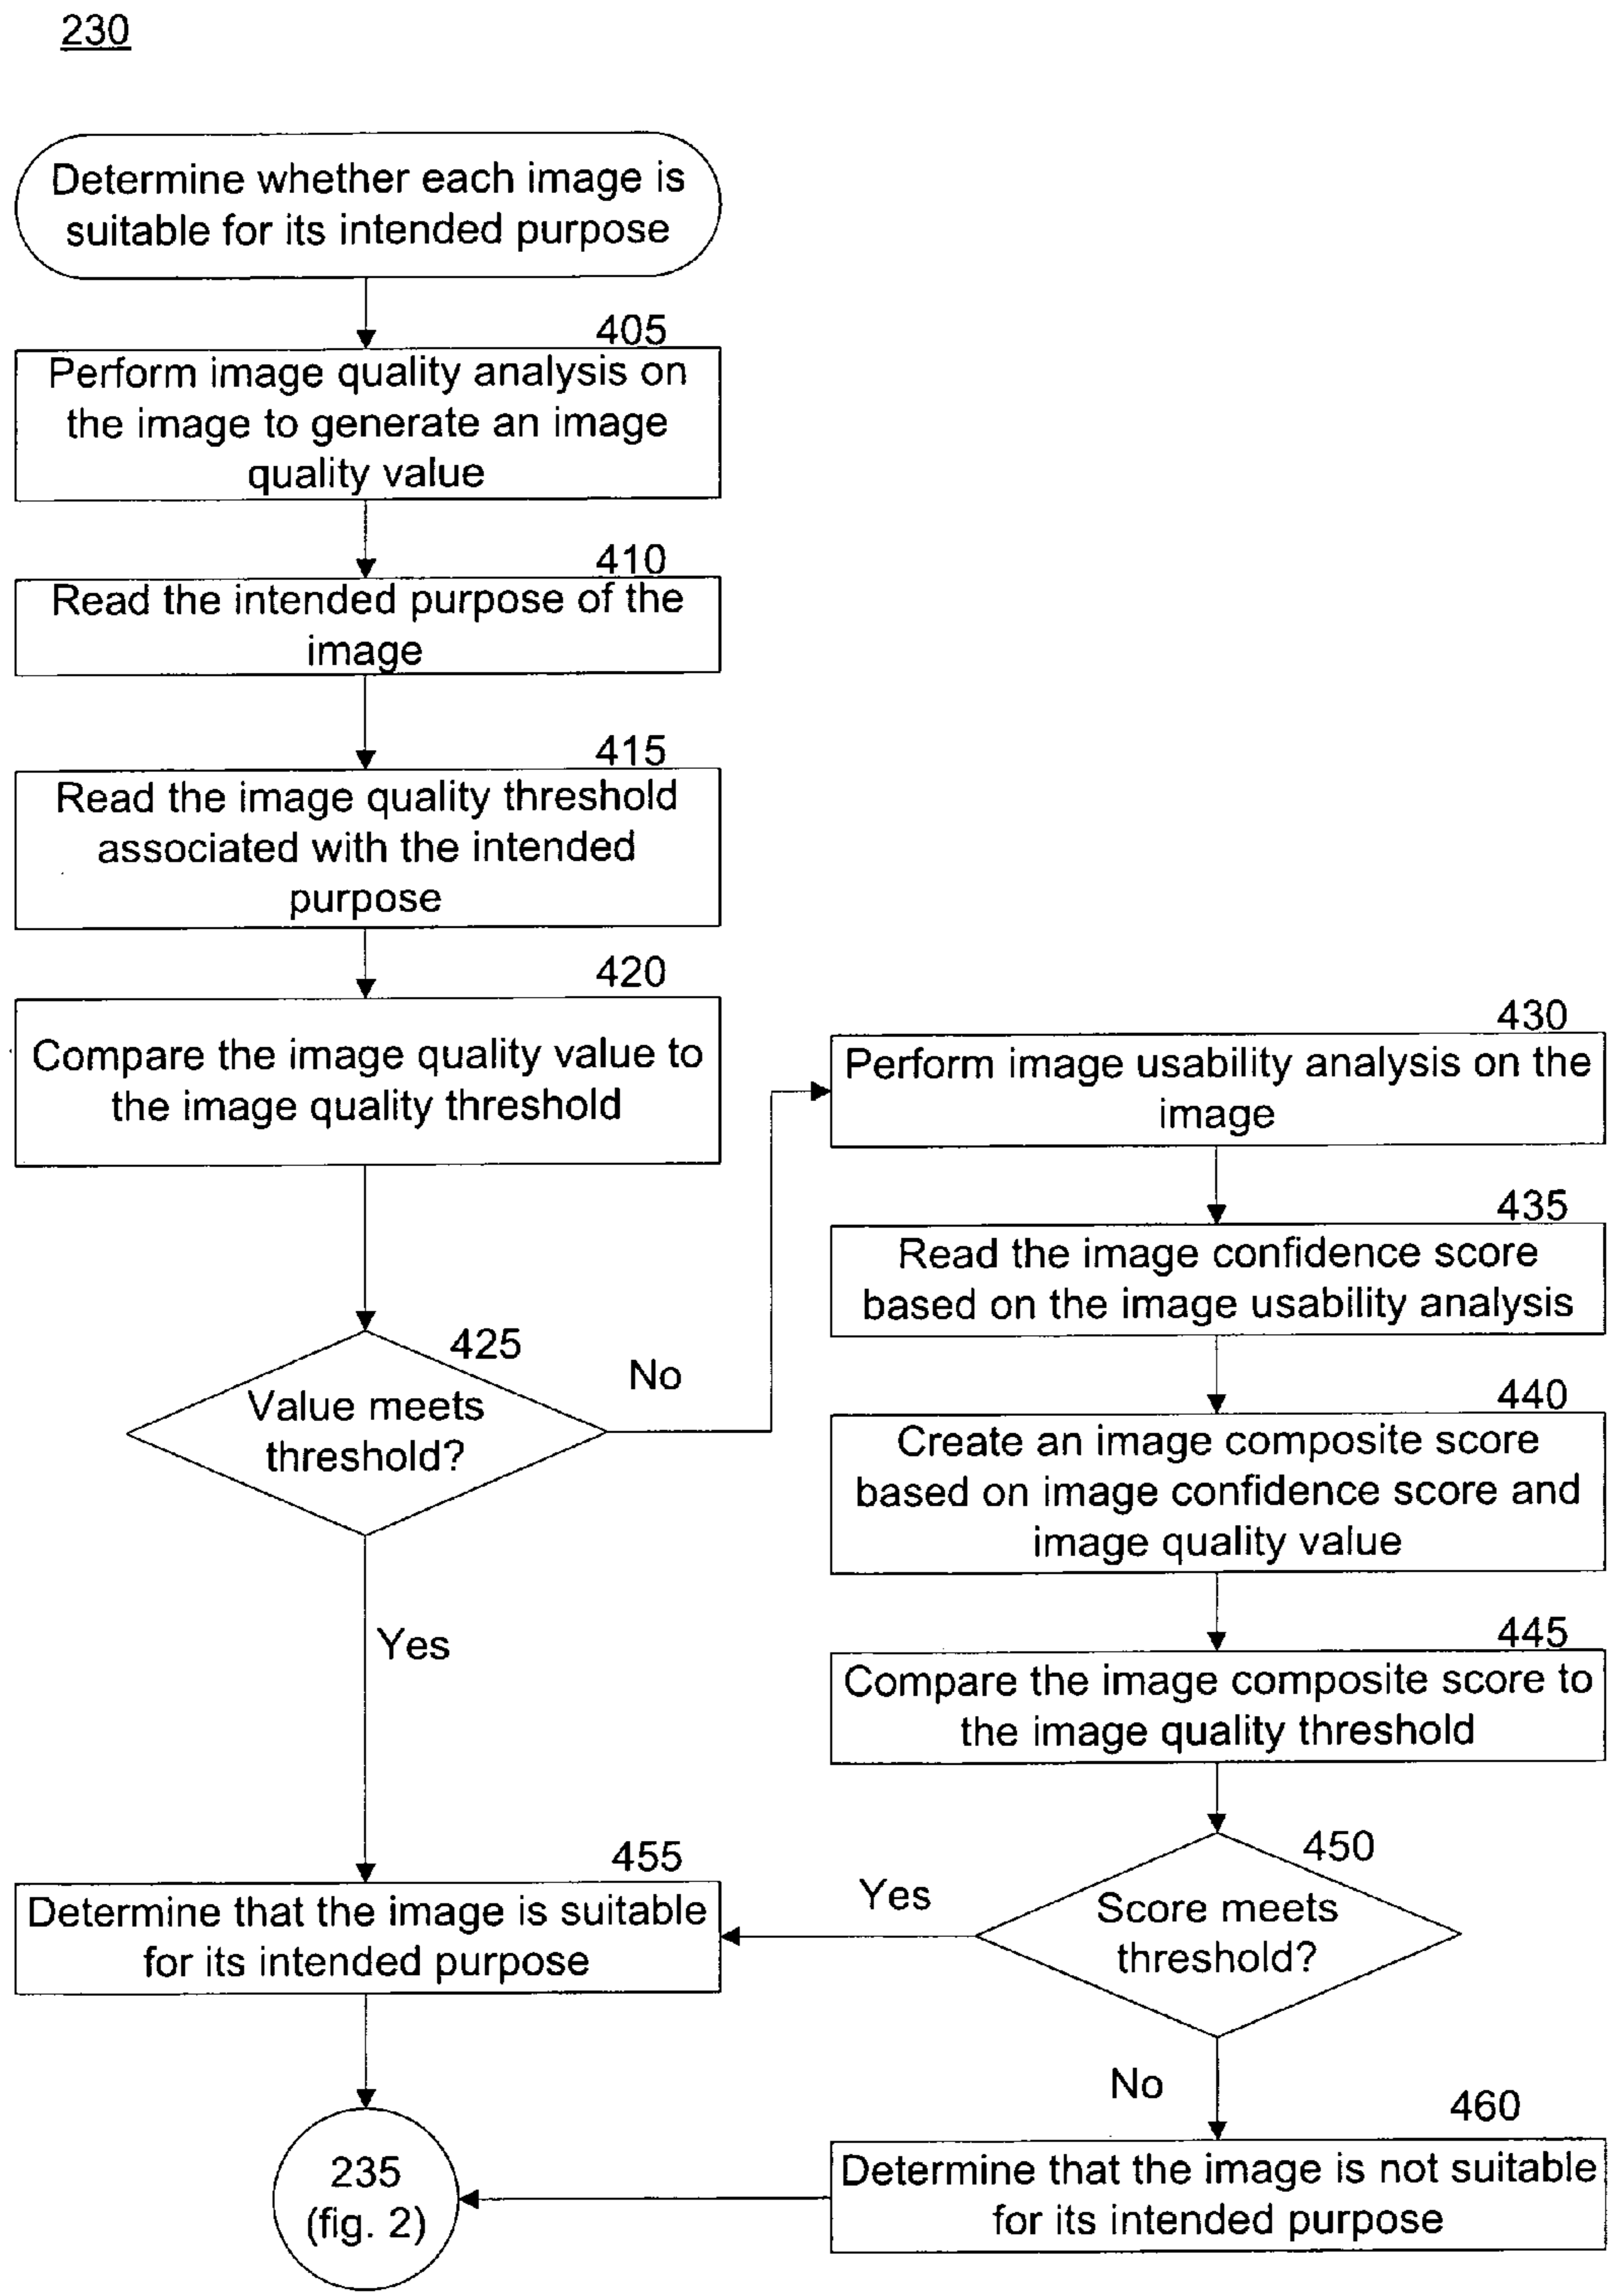 230
Determine whether each image is
suitable for its intended purpose
405
Perform image quality analysis on
the image to generate an image
quality value
410
Read the intended purpose of the
image
415
Read the image quality threshold
associated with the intended
purpose
420
Compare the image quality value to
the image quality threshold
425
Value meets
threshold?
No
Yes
430
Perform image usability analysis on the
image
435
Read the image confidence score
based on the image usability analysis
440
Create an image composite score
based on image confidence score and
image quality value
445
Compare the image composite score to
the image quality threshold
450
Score meets
threshold?
Yes
No
455
Determine that the image is suitable
for its intended purpose
460
Determine that the image is not suitable
for its intended purpose
235
(fig. 2)